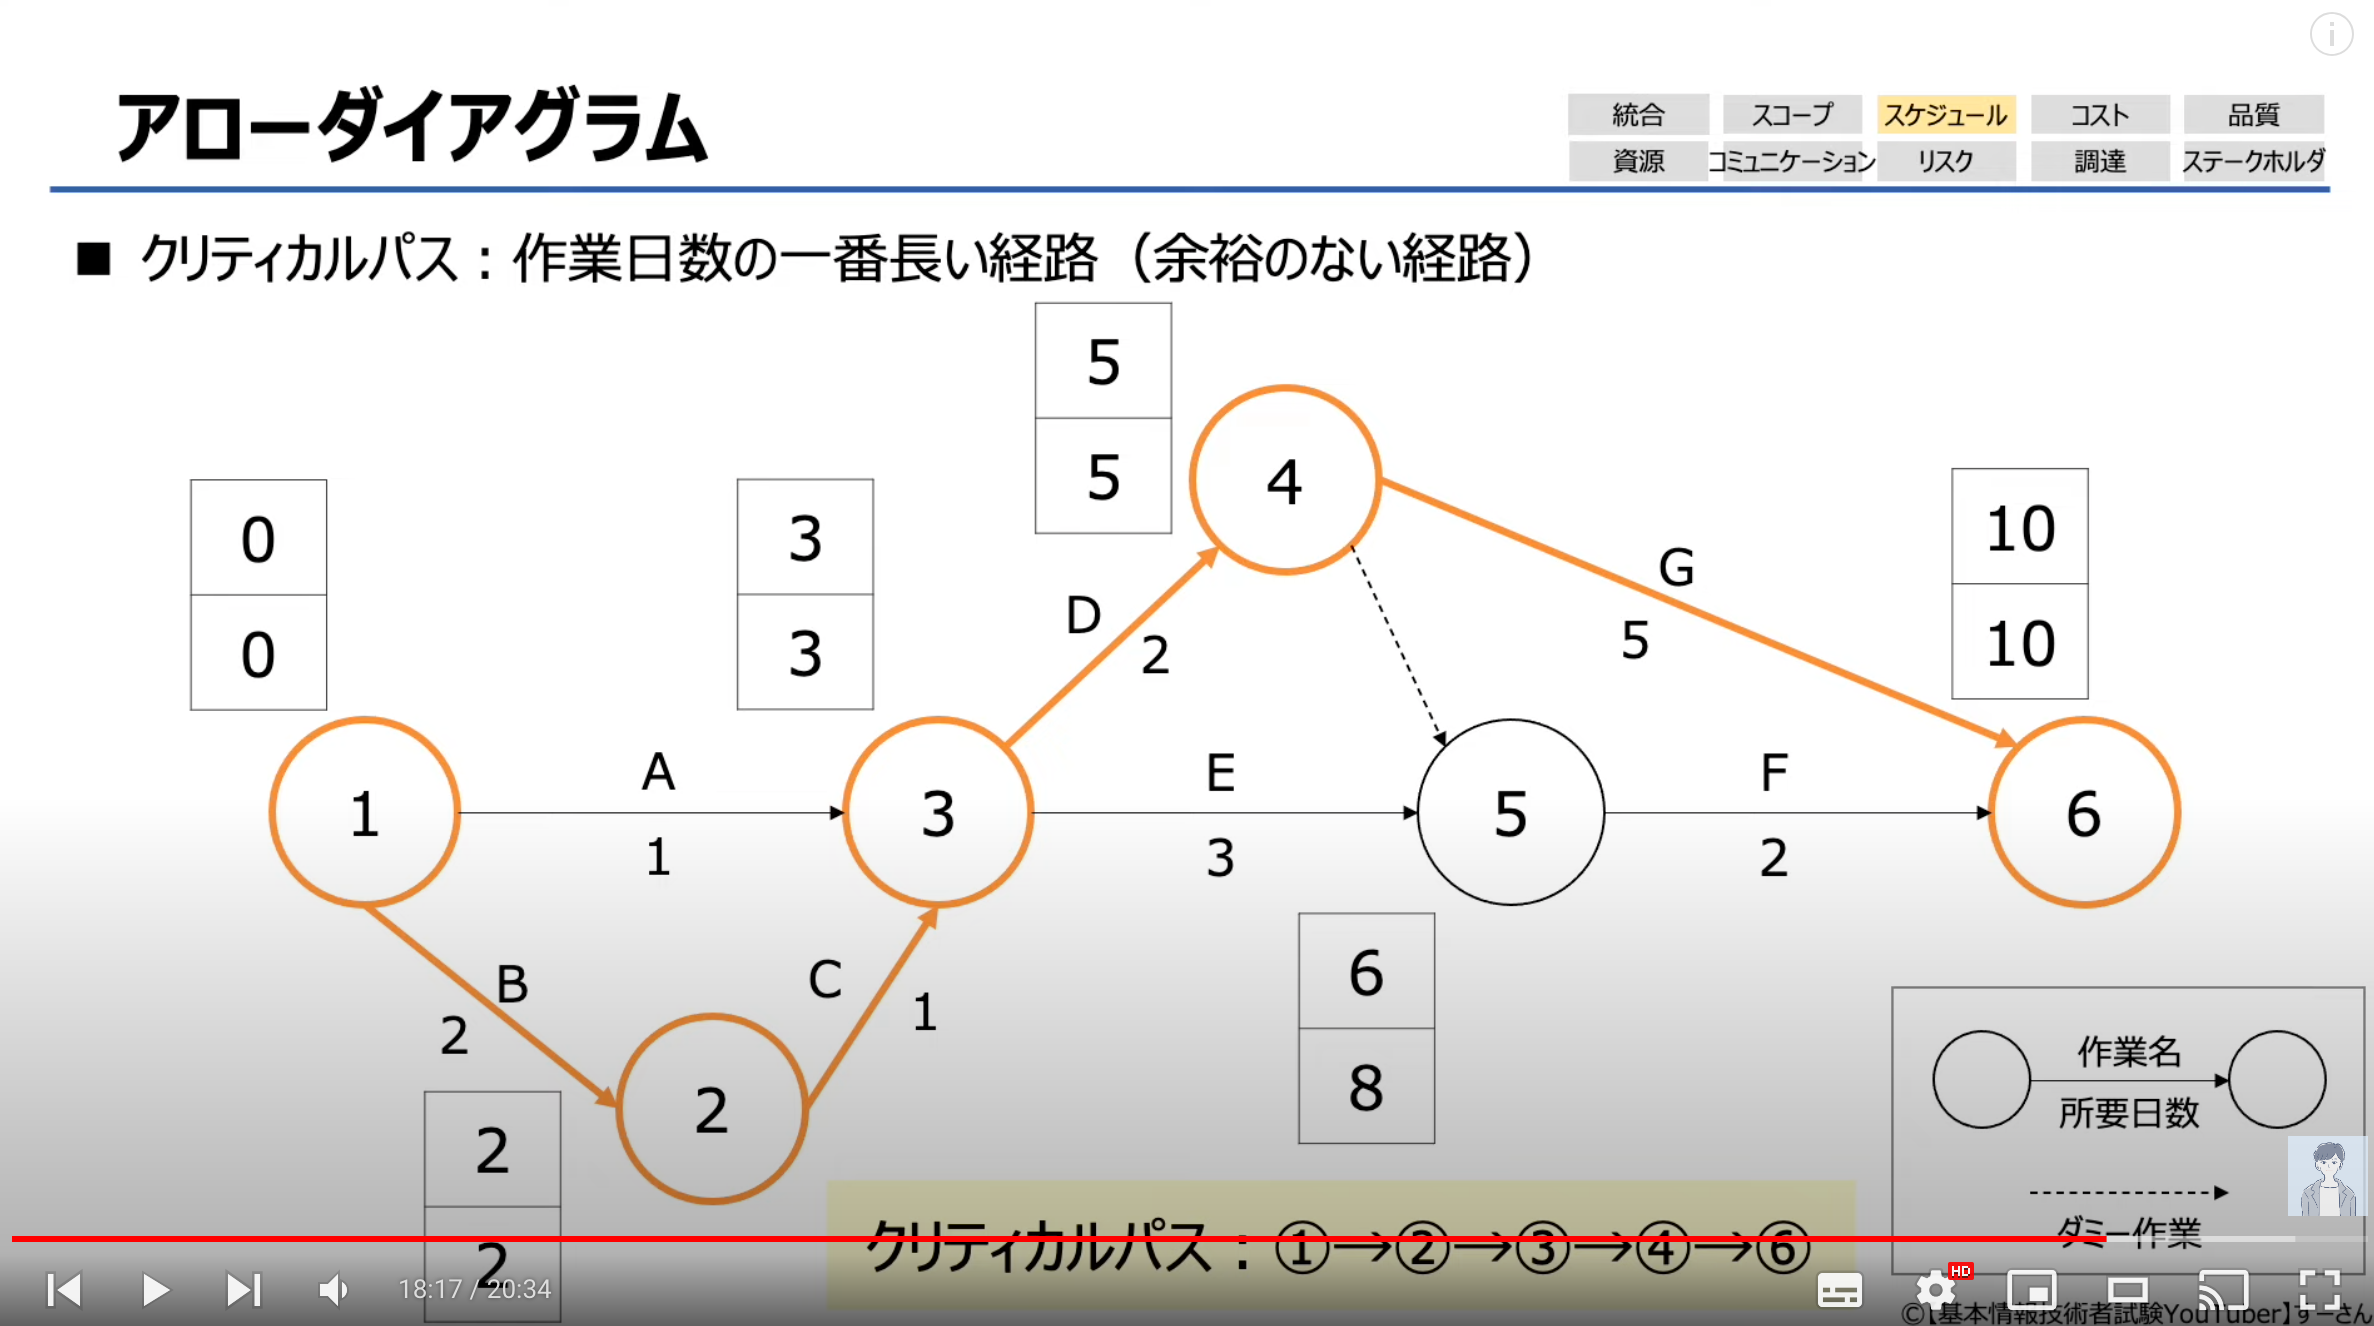 アローダイアグラム
統合 スコープ スケジュール コスト 品質
資源 コミュニケーション リスク 調達 ステークホルダ
■ クリティカルパス：作業日数の一番長い経路（余裕のない経路）
5
5
4
0
0
3
3
10
10
D
2
G
5
1
A
1
3
E
3
5
F
2
6
B
2
C
1
2
2
2
6
8
作業名
所要日数
ダミー作業
クリティカルパス：①→②→③→④→⑥
18:17 / 20:34
HD
©【基本情報技術者試験YouTuber】すーさん